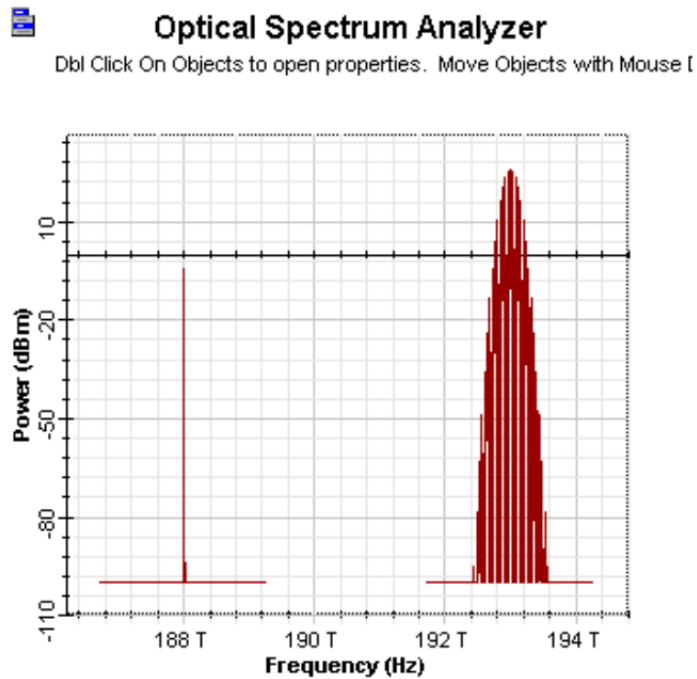 Optical Spectrum Analyzer
Dbl Click On Objects to open properties. Move Objects with Mouse
10
-20
-50
-80
-110
Power (dBm)
188 T 190 T 192 T 194 T
Frequency (Hz)